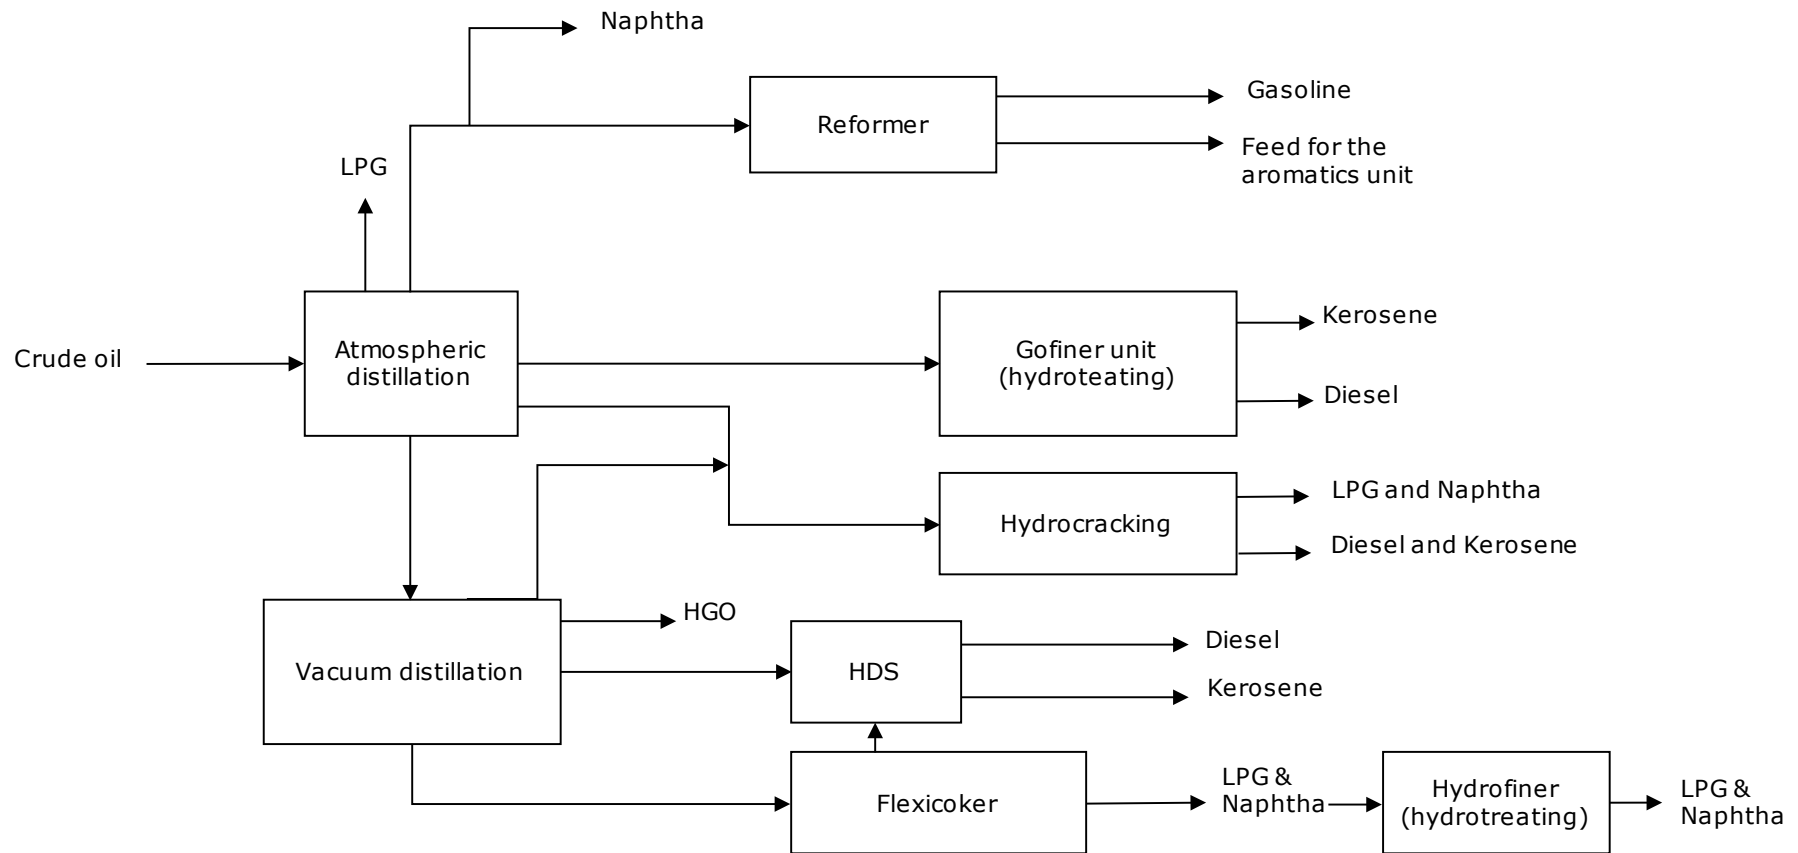 Naphtha
Gasoline
Reformer
Feed for the
aromatics unit
LPG
Kerosene
Crude oil
Atmospheric
distillation
Gofiner unit
(hydroteating)
Diesel
LPG and Naphtha
Hydrocracking
Diesel and Kerosene
HGO
Diesel
Vacuum distillation
HDS
Kerosene
LPG &
Naphtha
Flexicoker
Hydrofiner
(hydrotreating)
LPG &
Naphtha